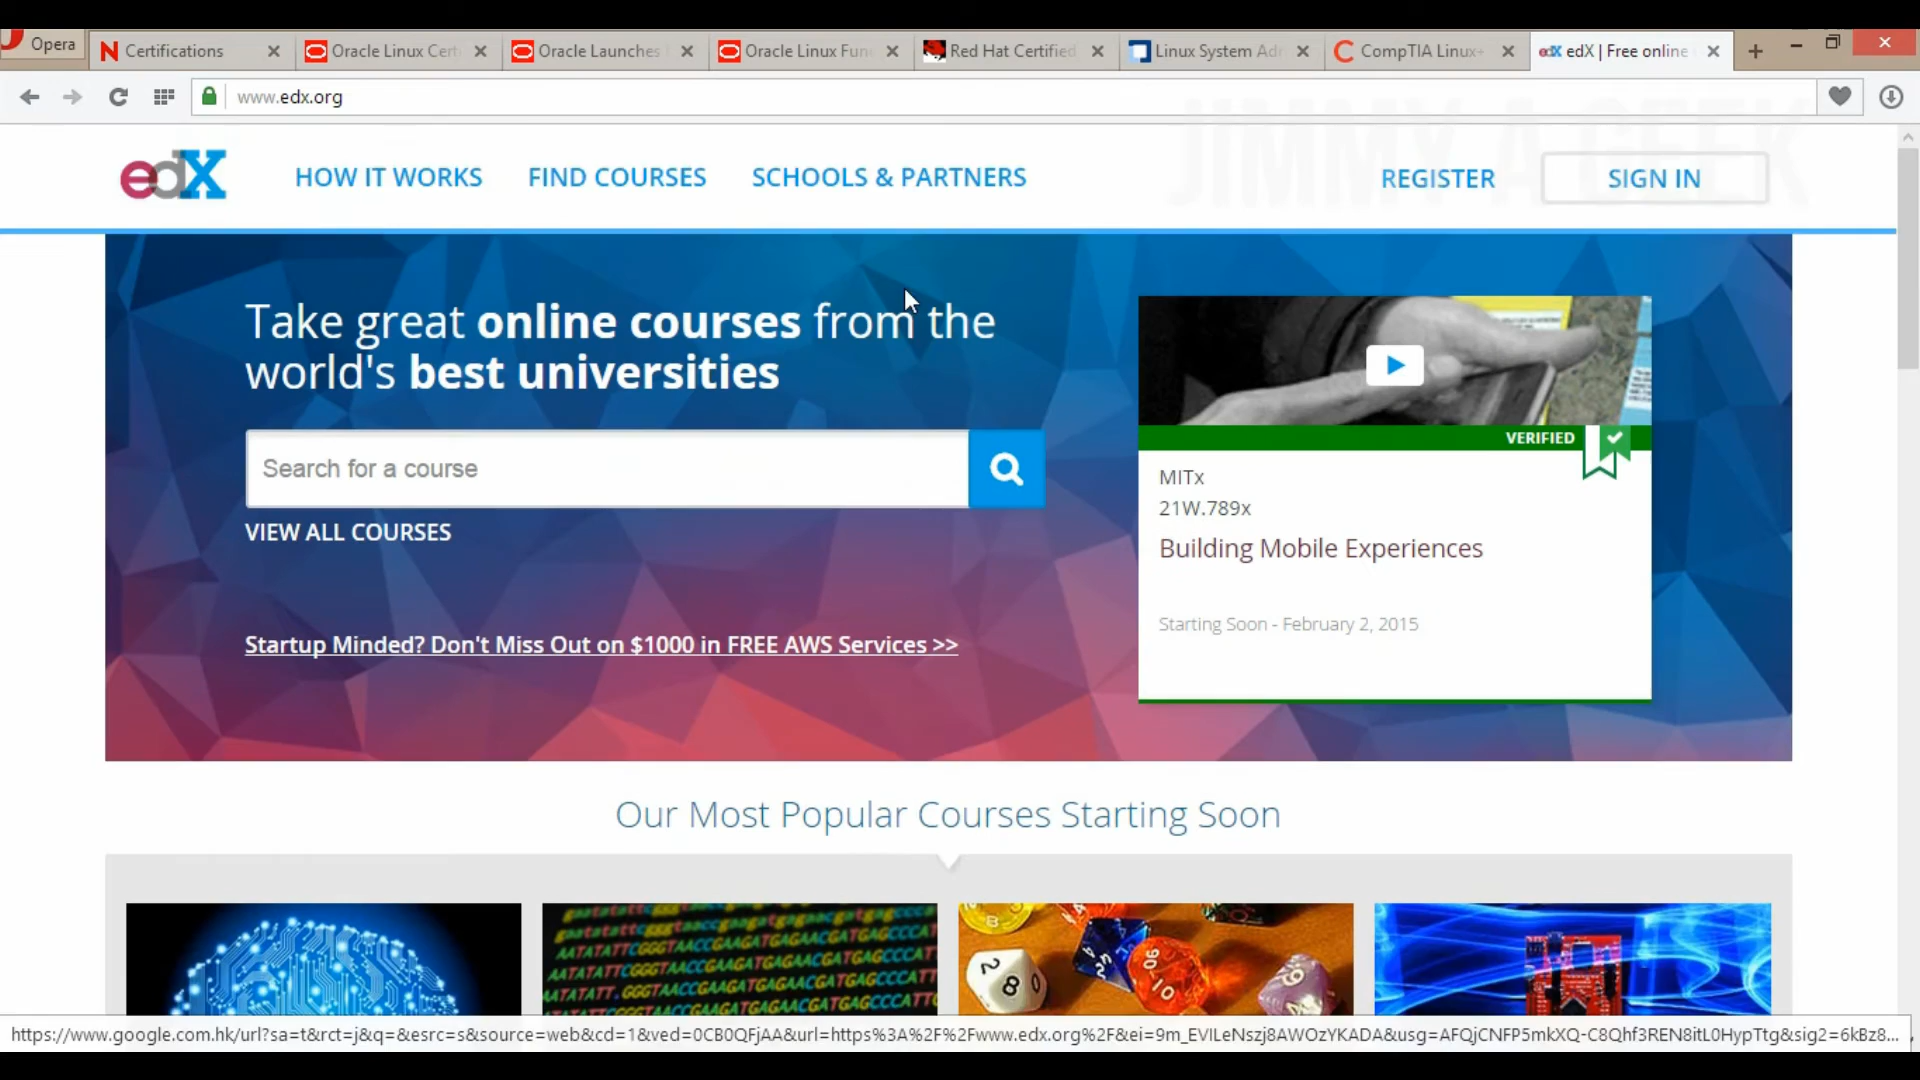 Opera
Certifications
Oracle Linux Cert
Oracle Launches
Oracle Linux Fun
Red Hat Certified
Linux System Adm
CompTIA Linux+
edX | Free online
www.edx.org
JIMMY A GEEK
edX
HOW IT WORKS
FIND COURSES
SCHOOLS & PARTNERS
REGISTER
SIGN IN
Take great online courses from the
world's best universities
Search for a course
VIEW ALL COURSES
Startup Minded? Don't Miss Out on $1000 in FREE AWS Services >>
VERIFIED
MITx
21W.789x
Building Mobile Experiences
Starting Soon - February 2, 2015
Our Most Popular Courses Starting Soon
https://www.google.com.hk/url?sa=t&rct=j&q=&esrc=s&source=web&cd=1&ved=0CB0QFjAA&url=https%3A%2F%2Fwww.edx.org%2F&ei=9m_EVILeNszj8AWOzYKADA&usg=AFQjCNFP5mkXQ-C8Qhf3REN8itL0HypTtg&sig2=6kBz8...